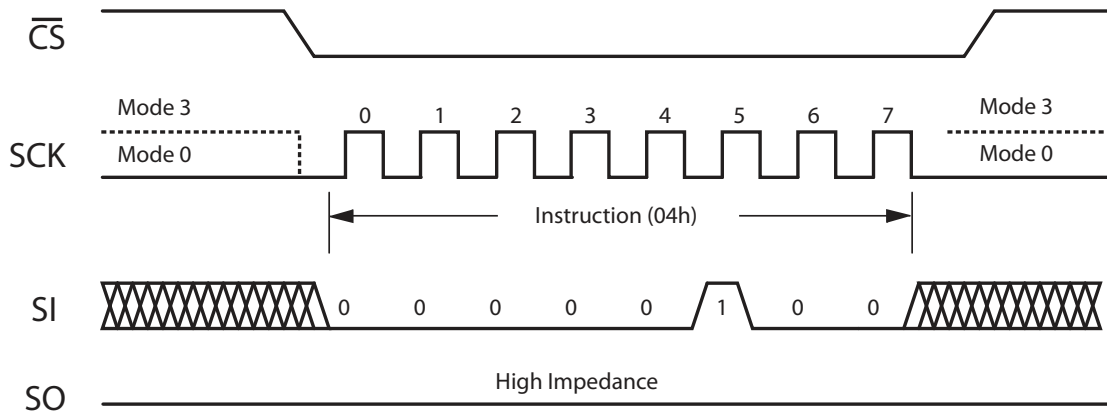 C̅S̅
Mode 3
0 1 2 3 4 5 6 7
Mode 3
SCK
Mode 0
Mode 0
Instruction (04h)
SI
0 0 0 0 0 1 0 0
High Impedance
SO